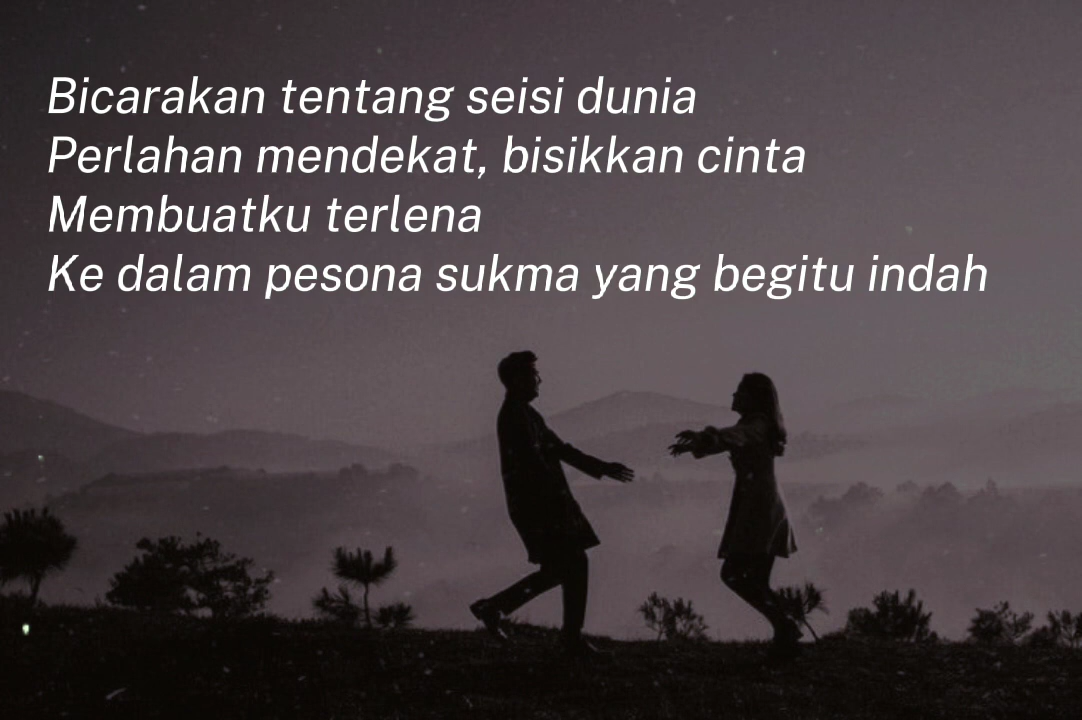 Bicarakan tentang seisi dunia
Perlahan mendekat, bisikkan cinta
Membuatku terlena
Ke dalam pesona sukma yang begitu indah